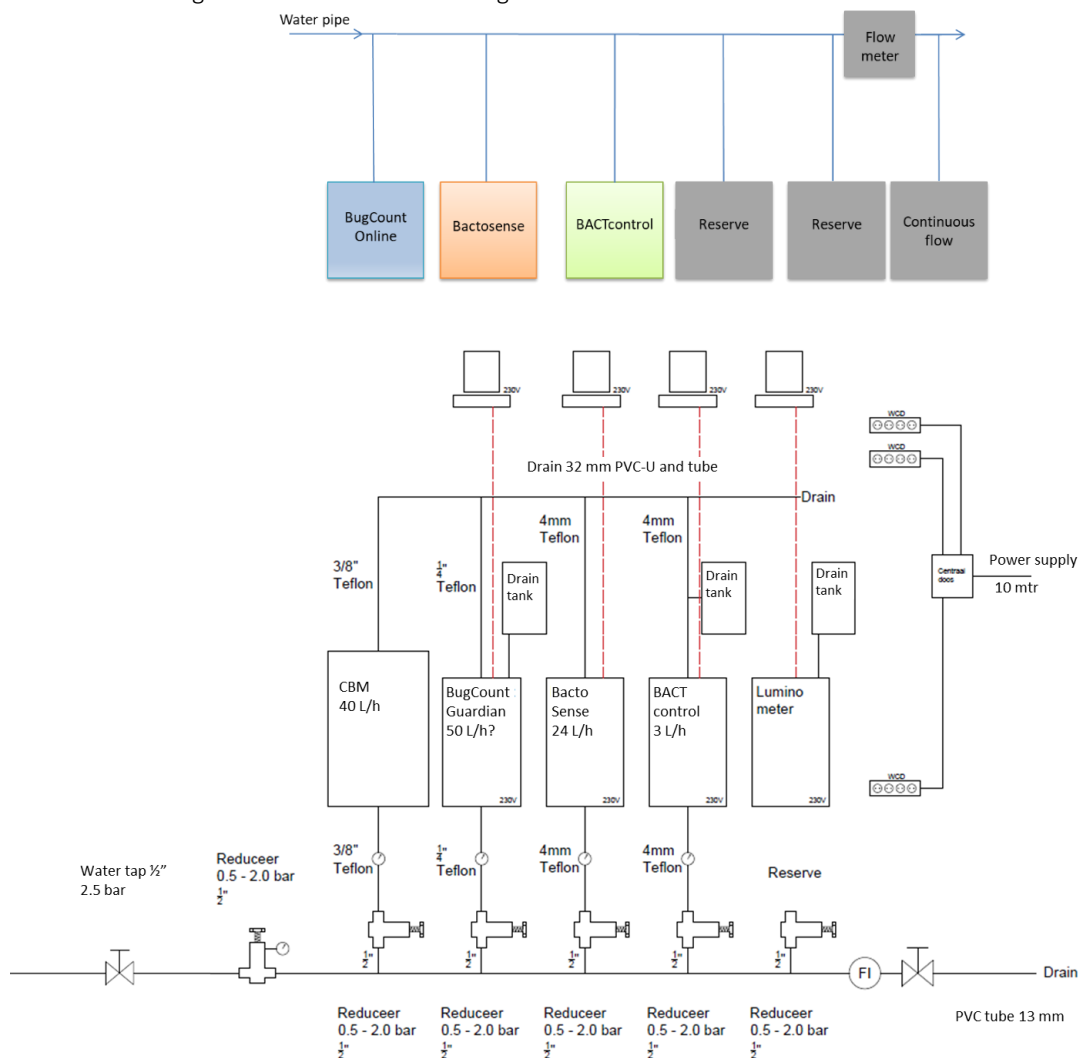 Water pipe
Flow
meter
BugCount
Online
Bactosense
BACTcontrol
Reserve
Reserve
Continuous
flow
230V
230V
230V
230V
WCD
WCD
Drain 32 mm PVC-U and tube
Drain
4mm
Teflon
4mm
Teflon
3/8"
Teflon
1/4"
Teflon
Drain
tank
Drain
tank
Drain
tank
Centraal
doos
Power supply
10 mtr
CBM
40 L/h
BugCount :
Guardian
50 L/h?
230V
Bacto
Sense
24 L/h
230V
BACT
control
3 L/h
230V
Lumino
meter
230V
WCD
3/8"
Teflon
1/4"
Teflon
4mm
Teflon
4mm
Teflon
Reserve
Water tap ½"
2.5 bar
Reduceer
0.5 - 2.0 bar
1/2"
1/2"
1/2"
1/2"
1/2"
1/2"
FI
Drain
PVC tube 13 mm
Reduceer
0.5 - 2.0 bar
1/2"
Reduceer
0.5 - 2.0 bar
1/2"
Reduceer
0.5 - 2.0 bar
1/2"
Reduceer
0.5 - 2.0 bar
1/2"
Reduceer
0.5 - 2.0 bar
1/2"